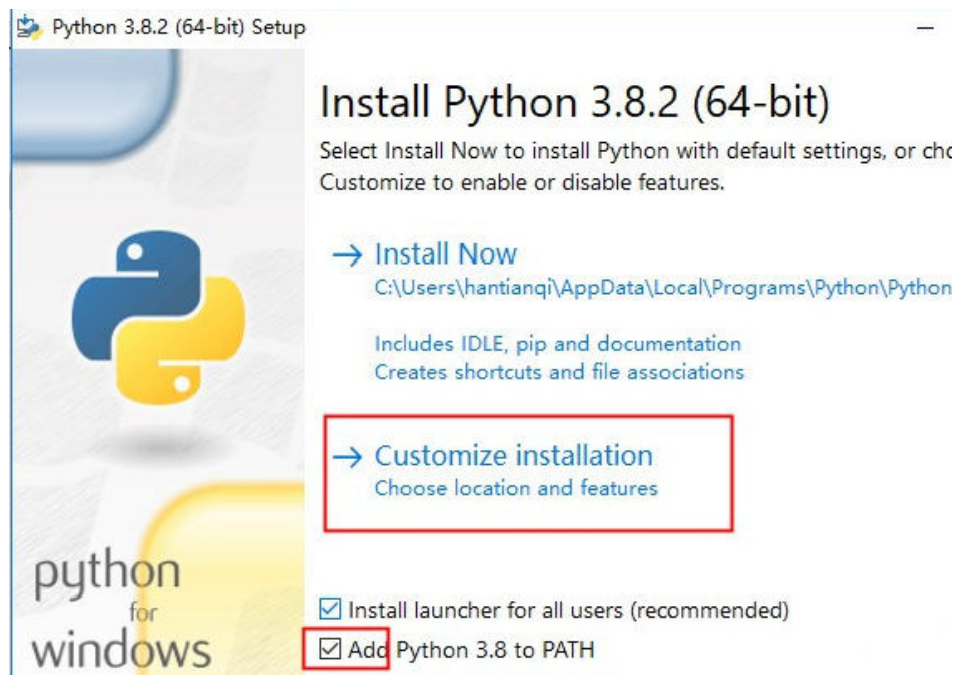 Python 3.8.2 (64-bit) Setup
Install Python 3.8.2 (64-bit)
Select Install Now to install Python with default settings, or
Customize to enable or disable features.
Install Now
C:\Users\hantianqi\AppData\Local\Programs\Python\Python
Includes IDLE, pip and documentation
Creates shortcuts and file associations
Customize installation
Choose location and features
Install launcher for all users (recommended)
Add Python 3.8 to PATH
python
for
windows